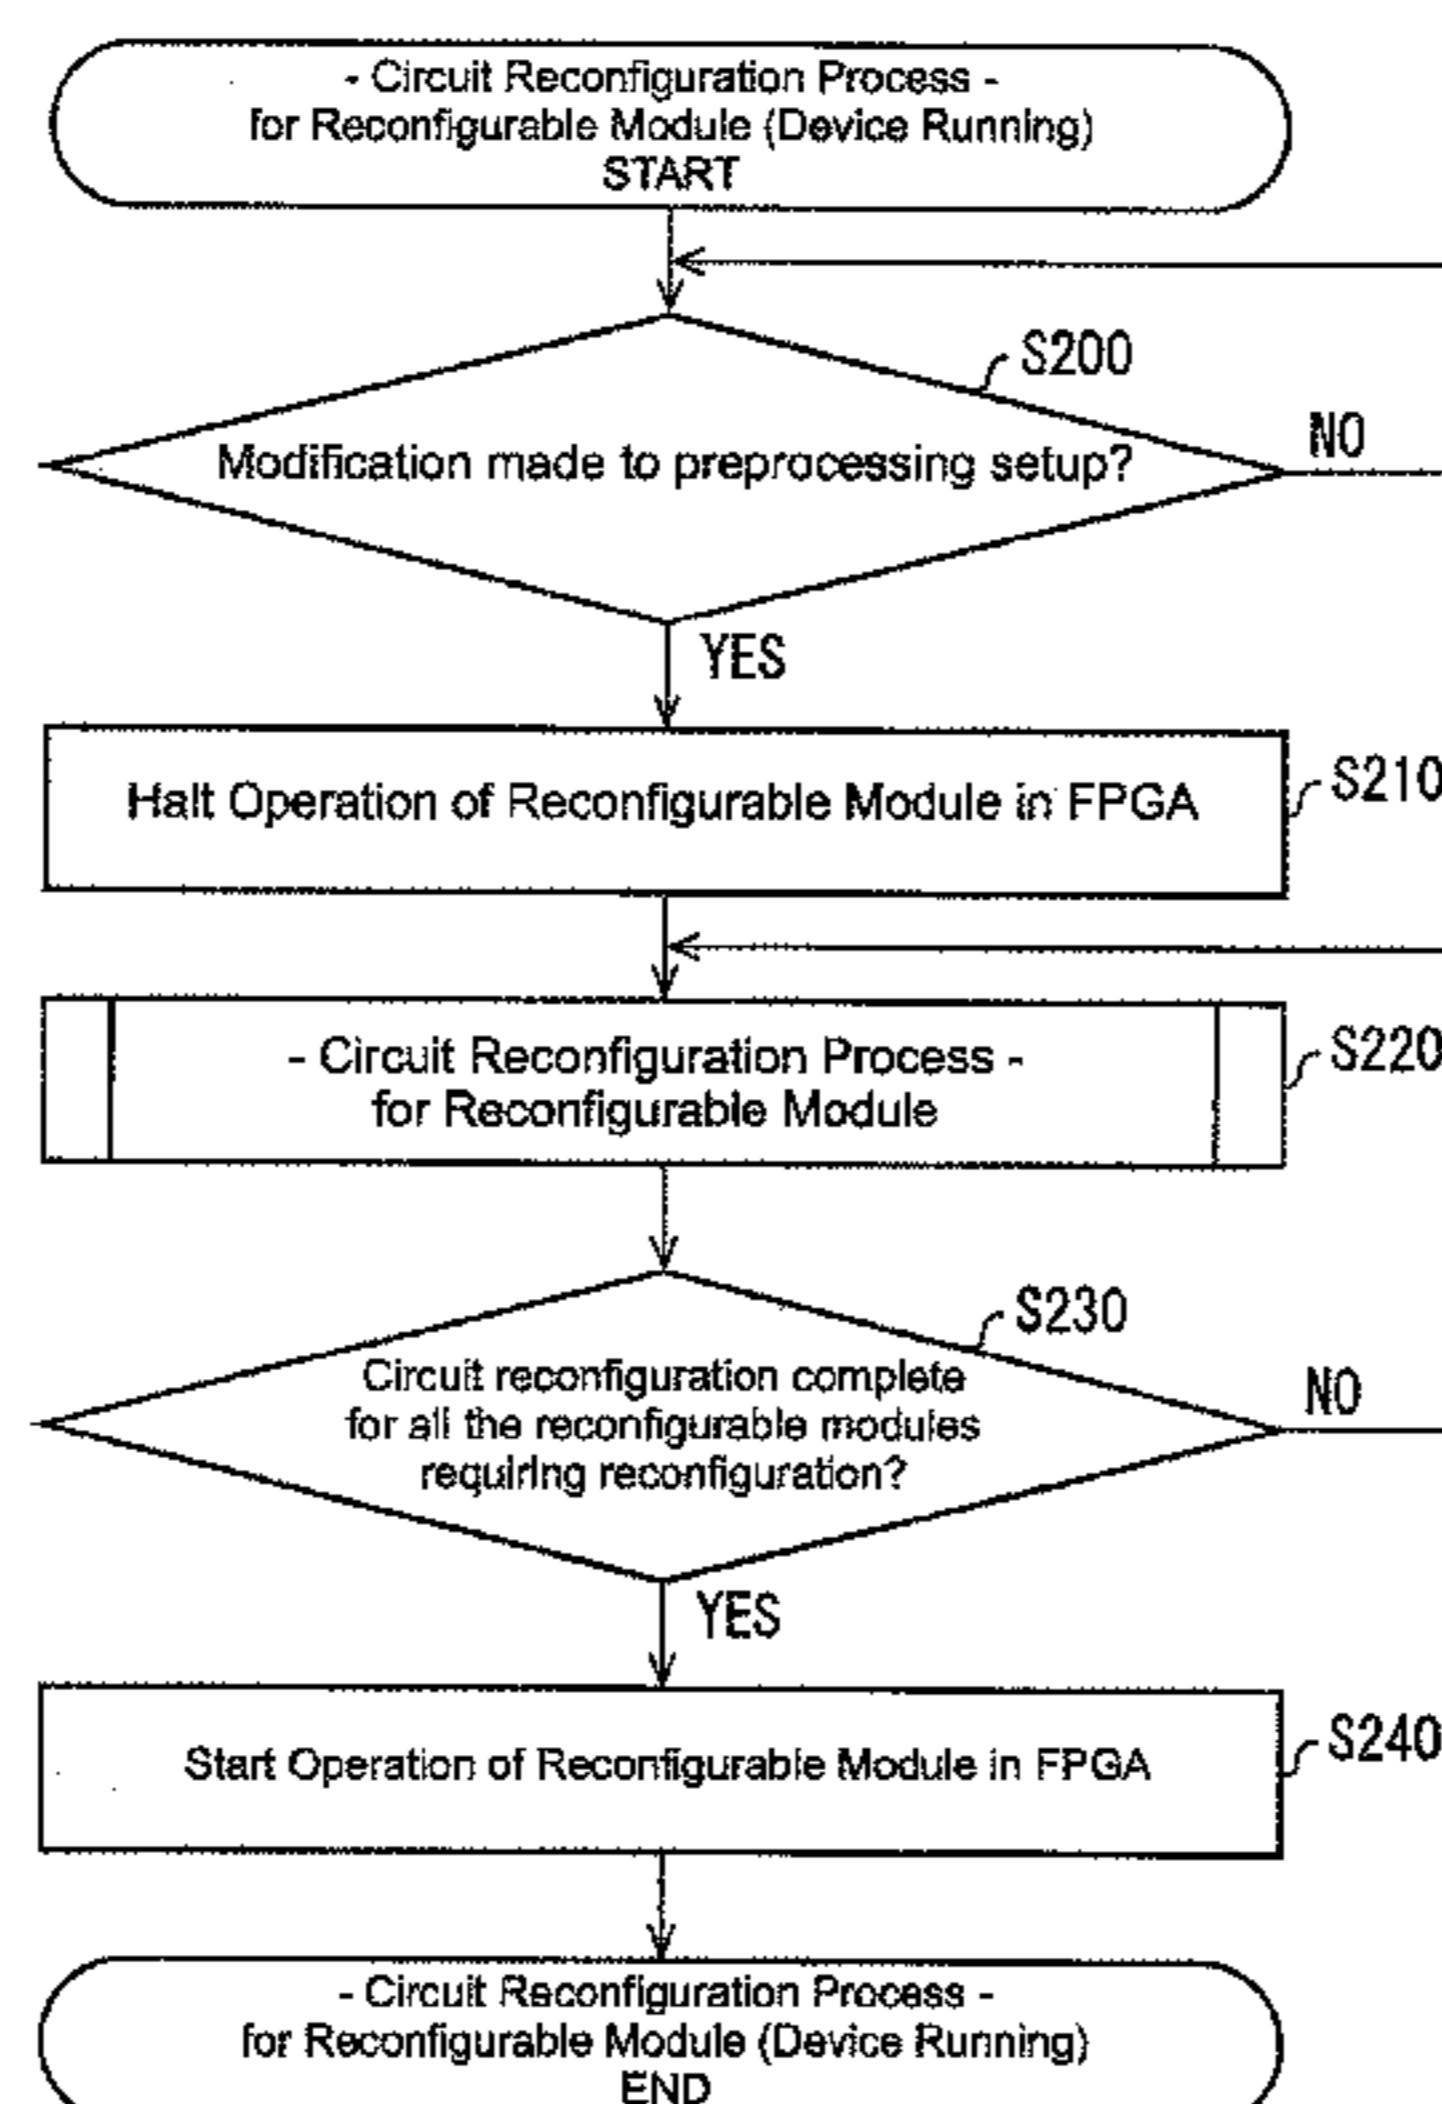 - Circuit Reconfiguration Process -
for Reconfigurable Module (Device Running)
START
S200
Modification made to preprocessing setup?
NO
YES
Halt Operation of Reconfigurable Module in FPGA
S210
- Circuit Reconfiguration Process -
for Reconfigurable Module
S220
S230
Circuit reconfiguration complete
for all the reconfigurable modules
requiring reconfiguration?
NO
YES
Start Operation of Reconfigurable Module in FPGA
S240
- Circuit Reconfiguration Process -
for Reconfigurable Module (Device Running)
END